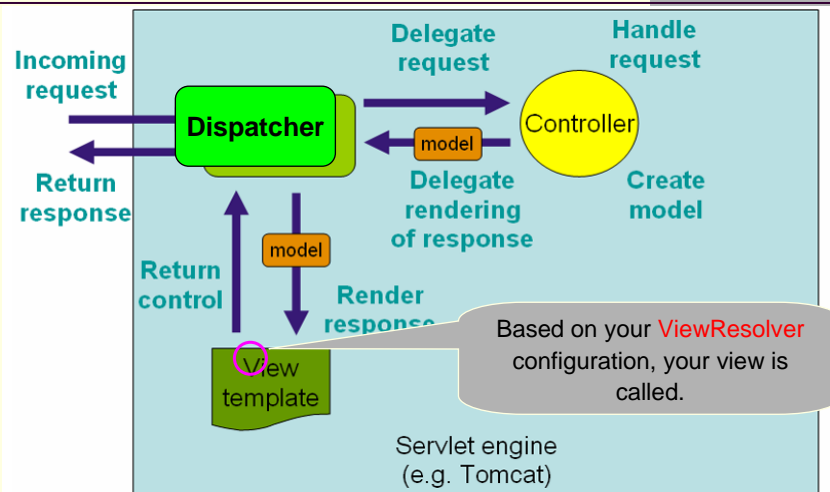 Incoming
request
Delegate
request
Handle
request
Dispatcher
Controller
model
Return
response
Delegate
rendering
of response
Create
model
model
Return
control
Render
response
Based on your ViewResolver
configuration, your view is
called.
View
template
Servlet engine
(e.g. Tomcat)